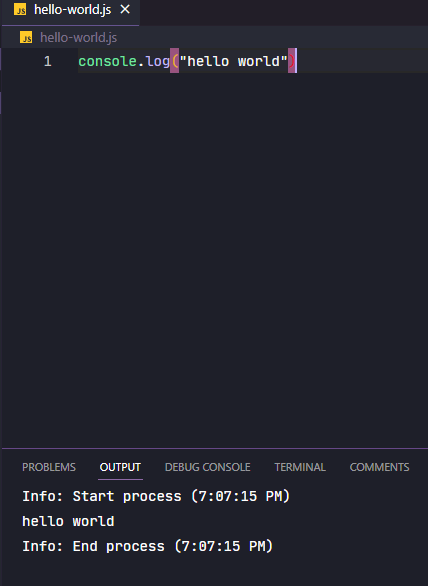 JS hello-world.js ×
JS hello-world.js
1 console.log("hello world")
PROBLEMS OUTPUT DEBUG CONSOLE TERMINAL COMMENTS
Info: Start process (7:07:15 PM)
hello world
Info: End process (7:07:15 PM)